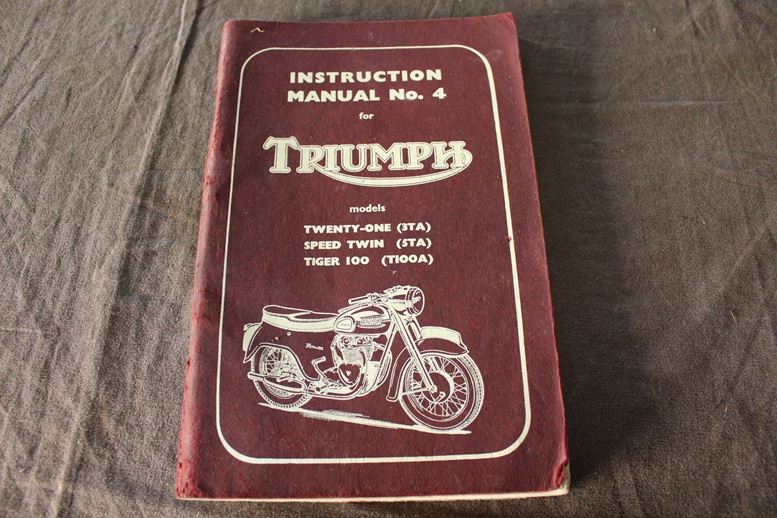 INSTRUCTION
MANUAL No. 4
for
TRIUMPH
models
TWENTY-ONE (3TA)
SPEED TWIN (5TA)
TIGER 100 (T100A)